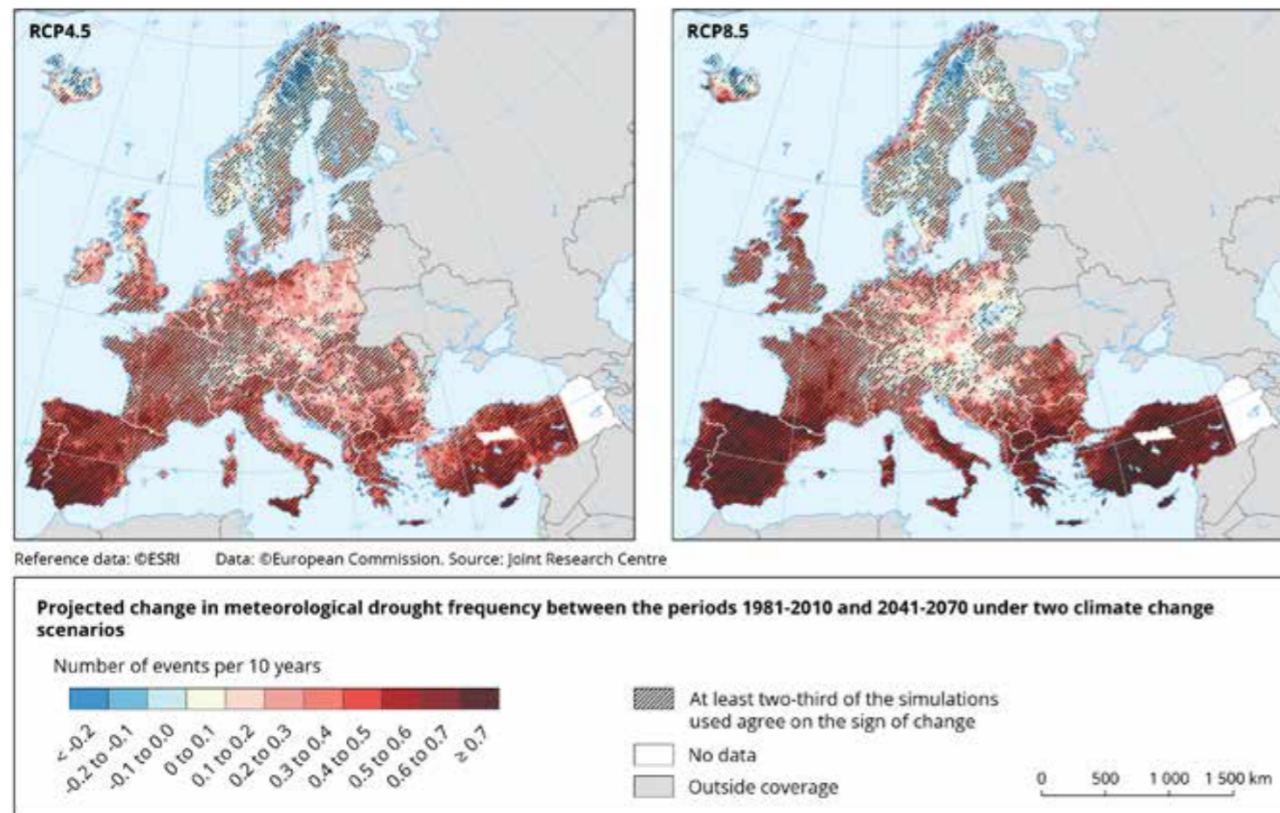 RCP4.5
RCP8.5
Reference data: ©ESRI Data: ©European Commission. Source: Joint Research Centre
Projected change in meteorological drought frequency between the periods 1981-2010 and 2041-2070 under two climate change
scenarios
Number of events per 10 years
< -0.2
-0.2 to -0.1
-0.1 to 0.0
0 to 0.1
0.1 to 0.2
0.2 to 0.3
0.3 to 0.4
0.4 to 0.5
0.5 to 0.6
0.6 to 0.7
≥ 0.7
At least two-third of the simulations
used agree on the sign of change
No data
Outside coverage
0 500 1 000 1 500 km